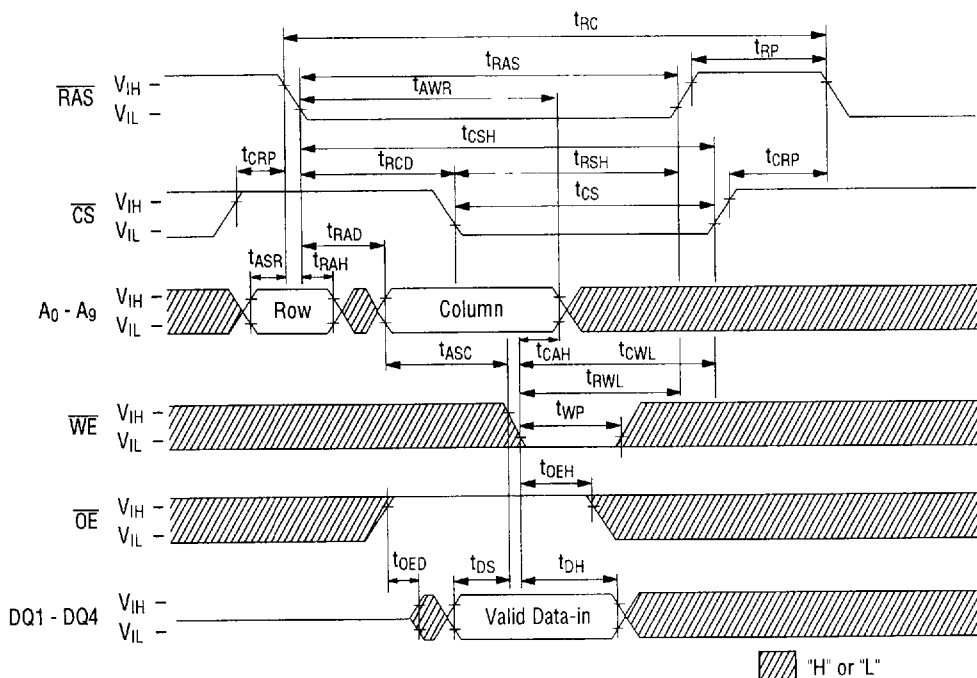 tRC
tRP
tRAS
tAWR
RAS
VIH
VIL
tCSH
tCRP
tRCD
tRSH
tCRP
tCS
CS
VIH
VIL
tRAD
tASR
tRAH
A0 - A9
VIH
VIL
Row
Column
tASC
tCAH
tCWL
tRWL
WE
VIH
VIL
tWP
tOEH
OE
VIH
VIL
tOED
tDS
tDH
DQ1 - DQ4
VIH
VIL
Valid Data-in
"H" or "L"